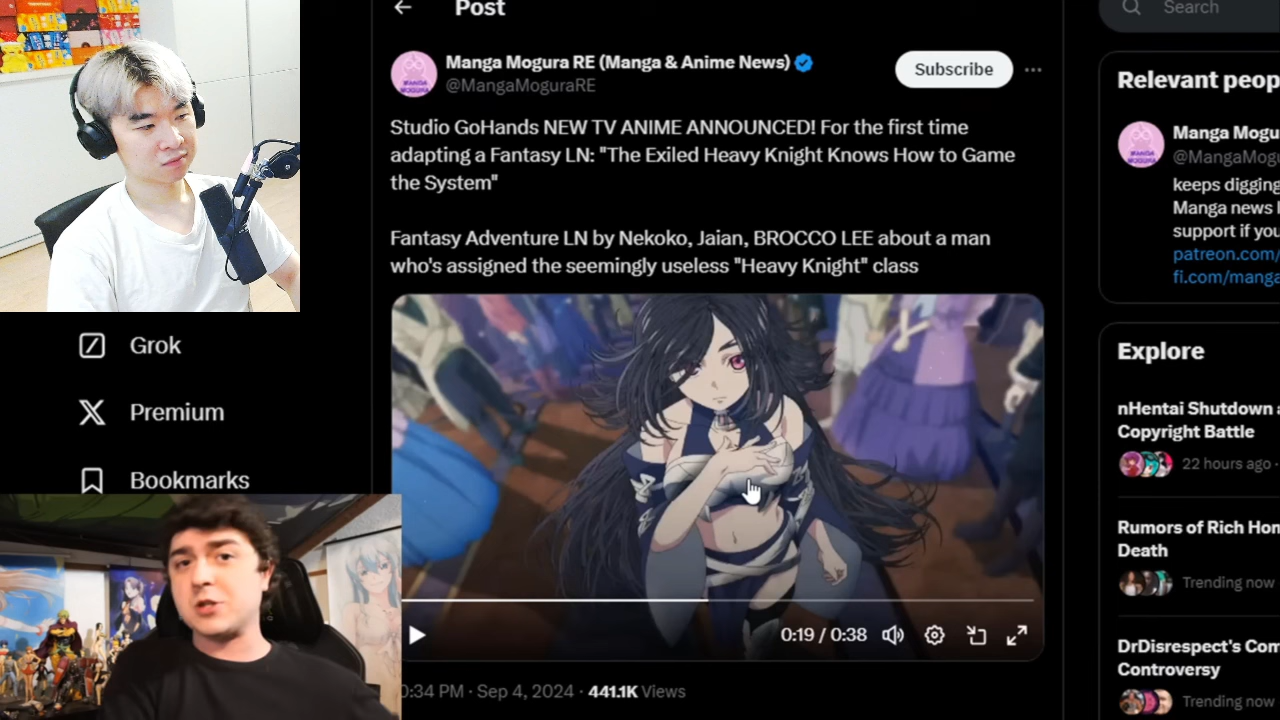 Post
Search
Manga Mogura RE (Manga & Anime News)
@MangaMoguraRE
Subscribe
Studio GoHands NEW TV ANIME ANNOUNCED! For the first time
adapting a Fantasy LN: "The Exiled Heavy Knight Knows How to Game
the System"
Fantasy Adventure LN by Nekoko, Jaian, BROCCO LEE about a man
who's assigned the seemingly useless "Heavy Knight" class
0:19 / 0:38
:34 PM · Sep 4, 2024 · 441.1K Views
Grok
Premium
Bookmarks
Relevant peop
Manga Mogu
@MangaMogu
keeps digging
Manga news
support if you
patreon.com/
fi.com/manga
Explore
nHentai Shutdown
Copyright Battle
22 hours ago ·
Rumors of Rich Hom
Death
Trending now
DrDisrespect's Com
Controversy
Trending now